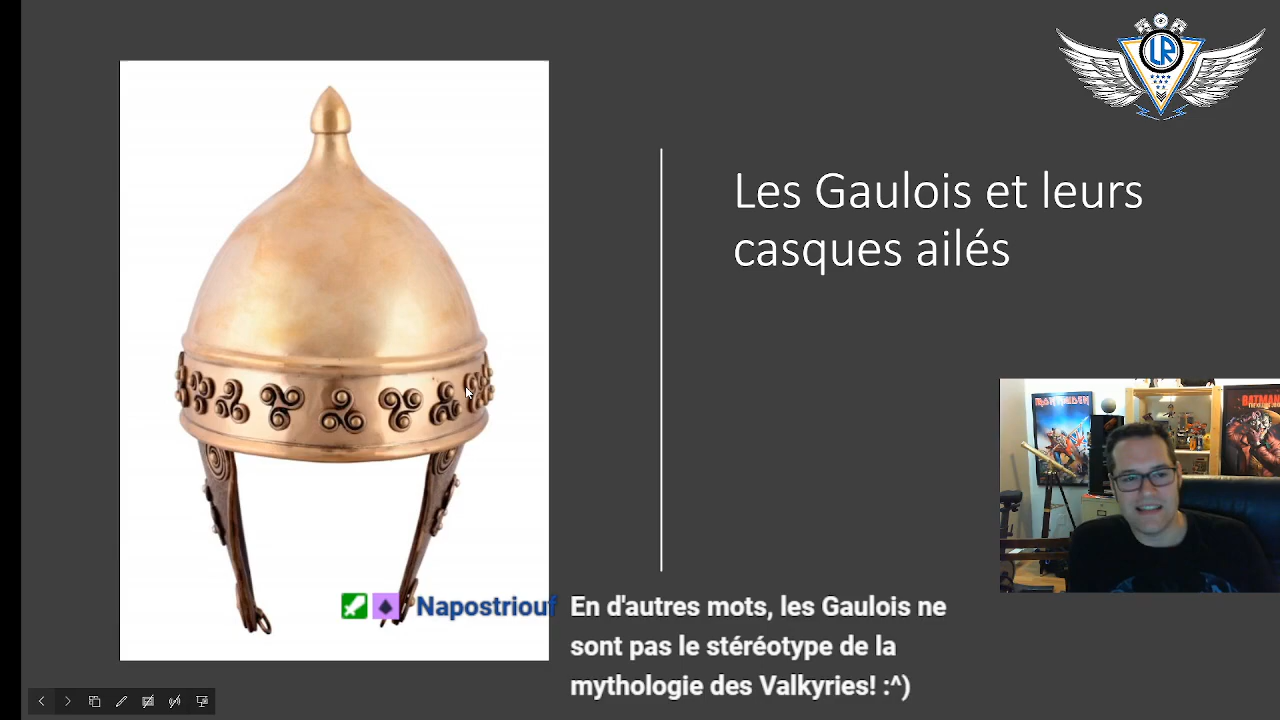 LR
Les Gaulois et leurs
casques ailés
IRON MAIDEN
BATMAN
Napostriouf
En d'autres mots, les Gaulois ne
sont pas le stéréotype de la
mythologie des Valkyries! :^)